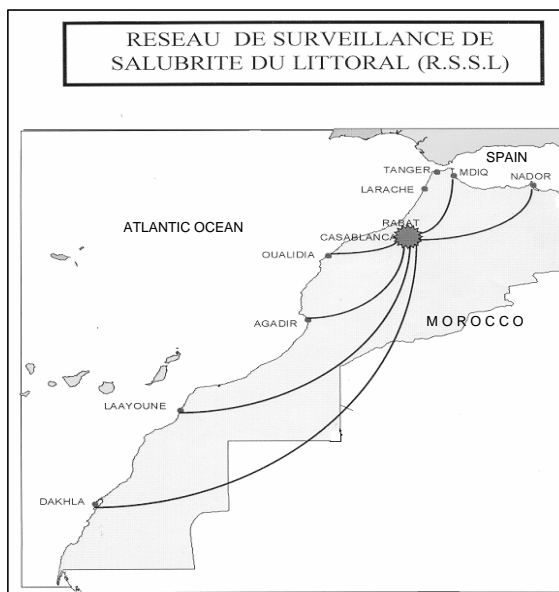 RESEAU DE SURVEILLANCE DE
SALUBRITE DU LITTORAL (R.S.S.L)
SPAIN
TANGER
MDIQ
NADOR
LARACHE
ATLANTIC OCEAN
RABAT
CASABLANCA
OUALIDIA
AGADIR
MOROCCO
LAAYOUNE
DAKHLA